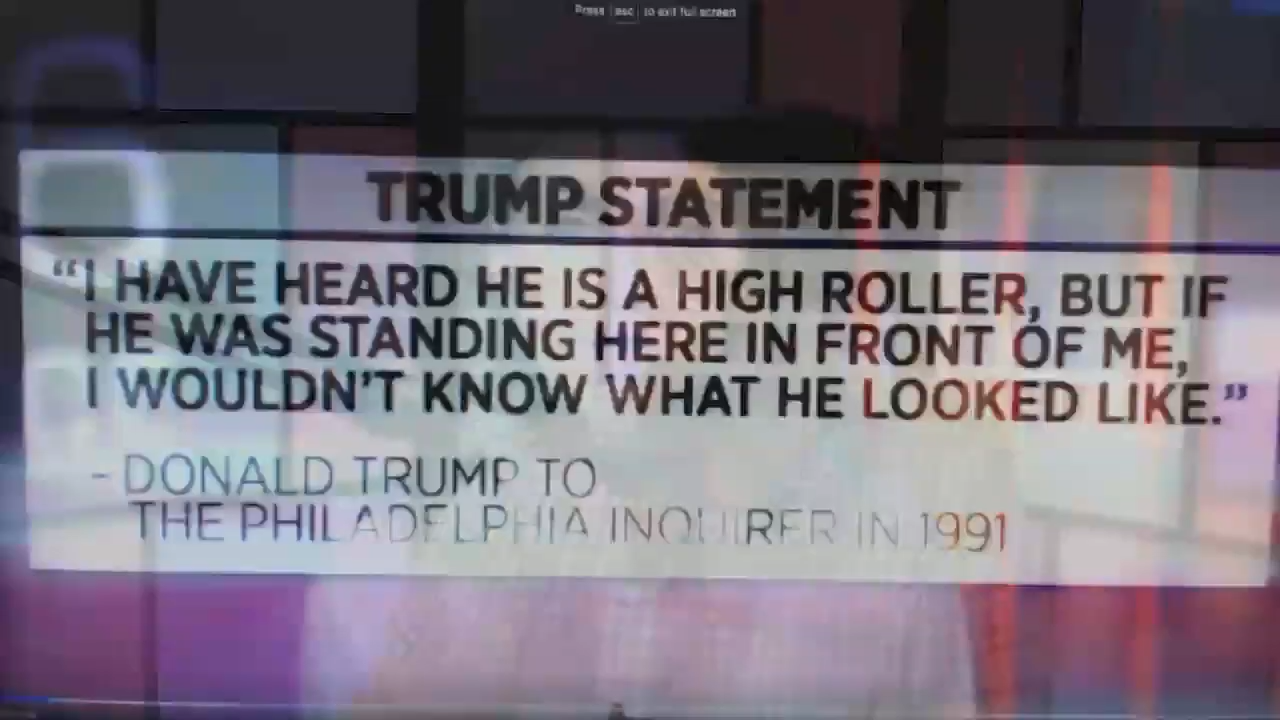 Press esc to exit full screen
TRUMP STATEMENT
“I HAVE HEARD HE IS A HIGH ROLLER, BUT IF
HE WAS STANDING HERE IN FRONT OF ME,
I WOULDN’T KNOW WHAT HE LOOKED LIKE.”
- DONALD TRUMP TO
THE PHILADELPHIA INQUIRER IN 1991